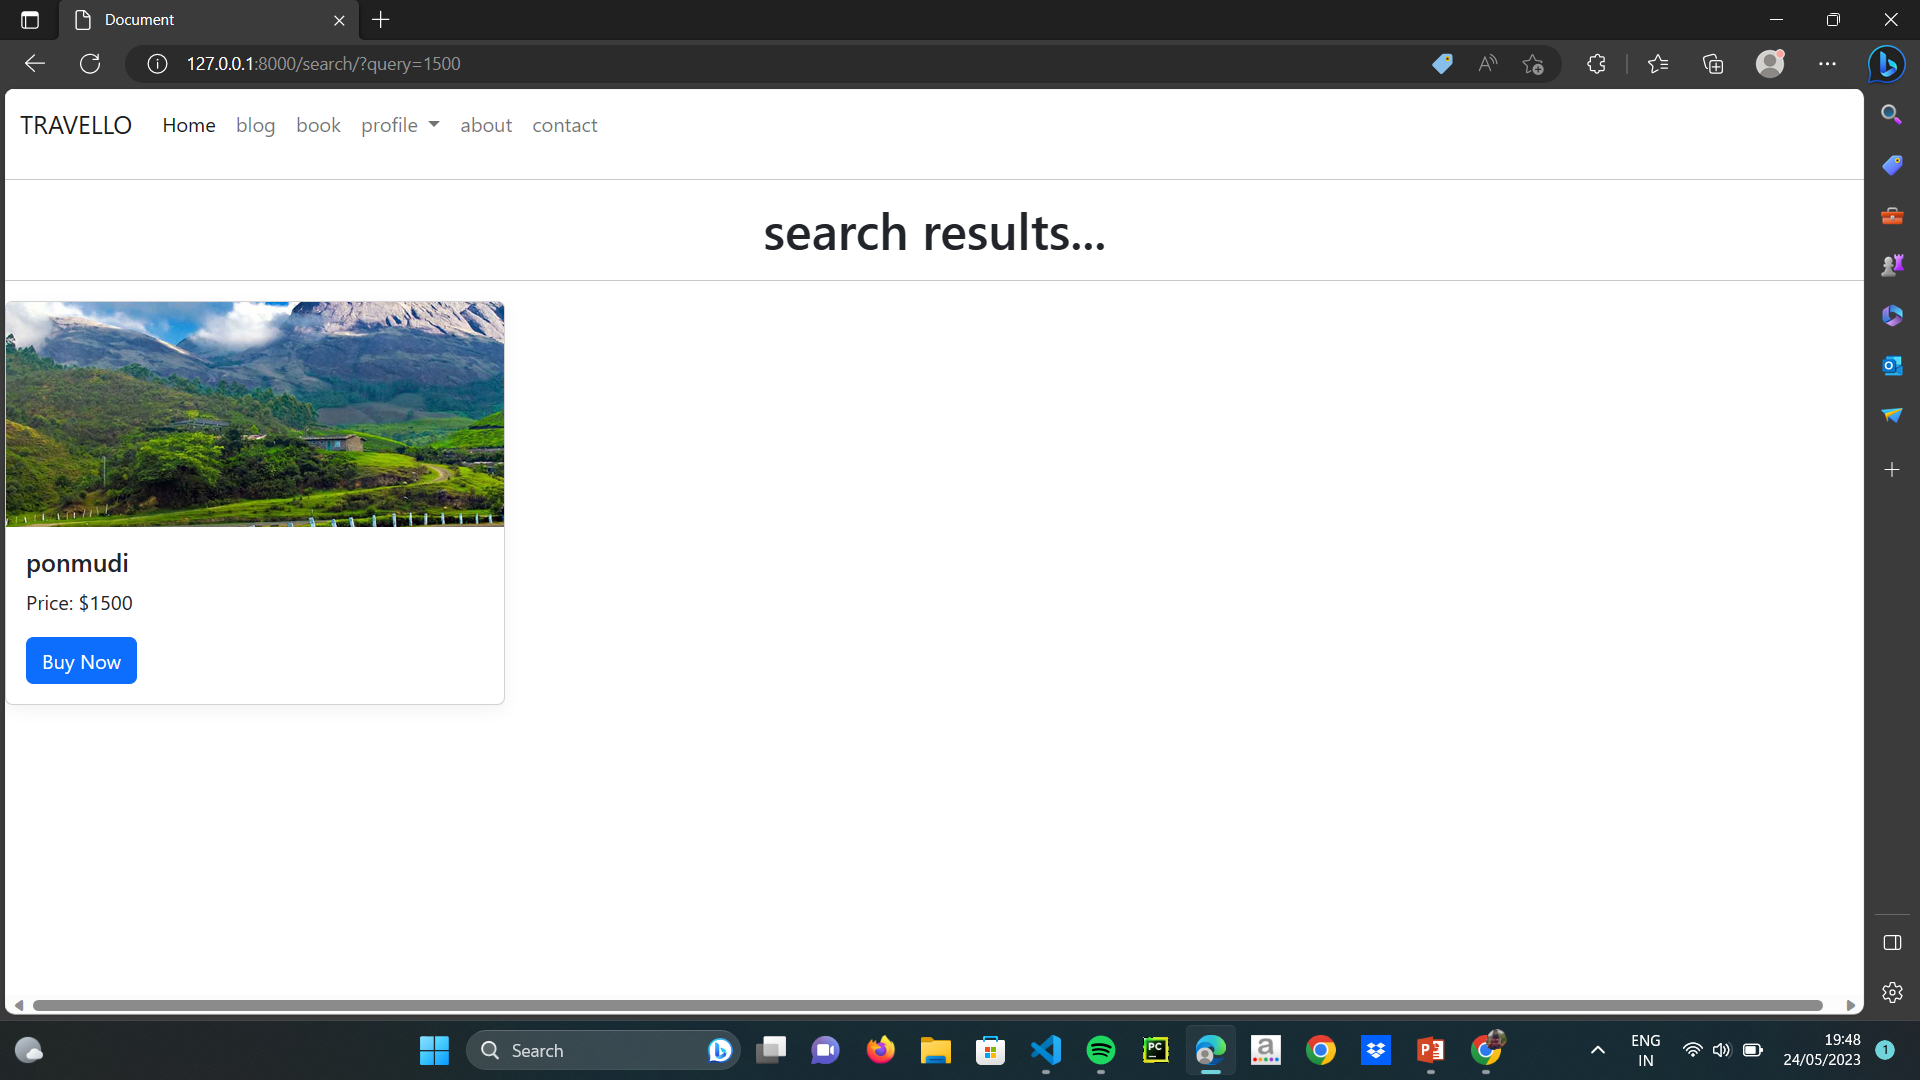 Document
127.0.0.1:8000/search/?query=1500
TRAVELLO Home blog book profile about contact
search results...
ponmudi
Price: $1500
Buy Now
Search
ENG
IN
19:48
24/05/2023
1